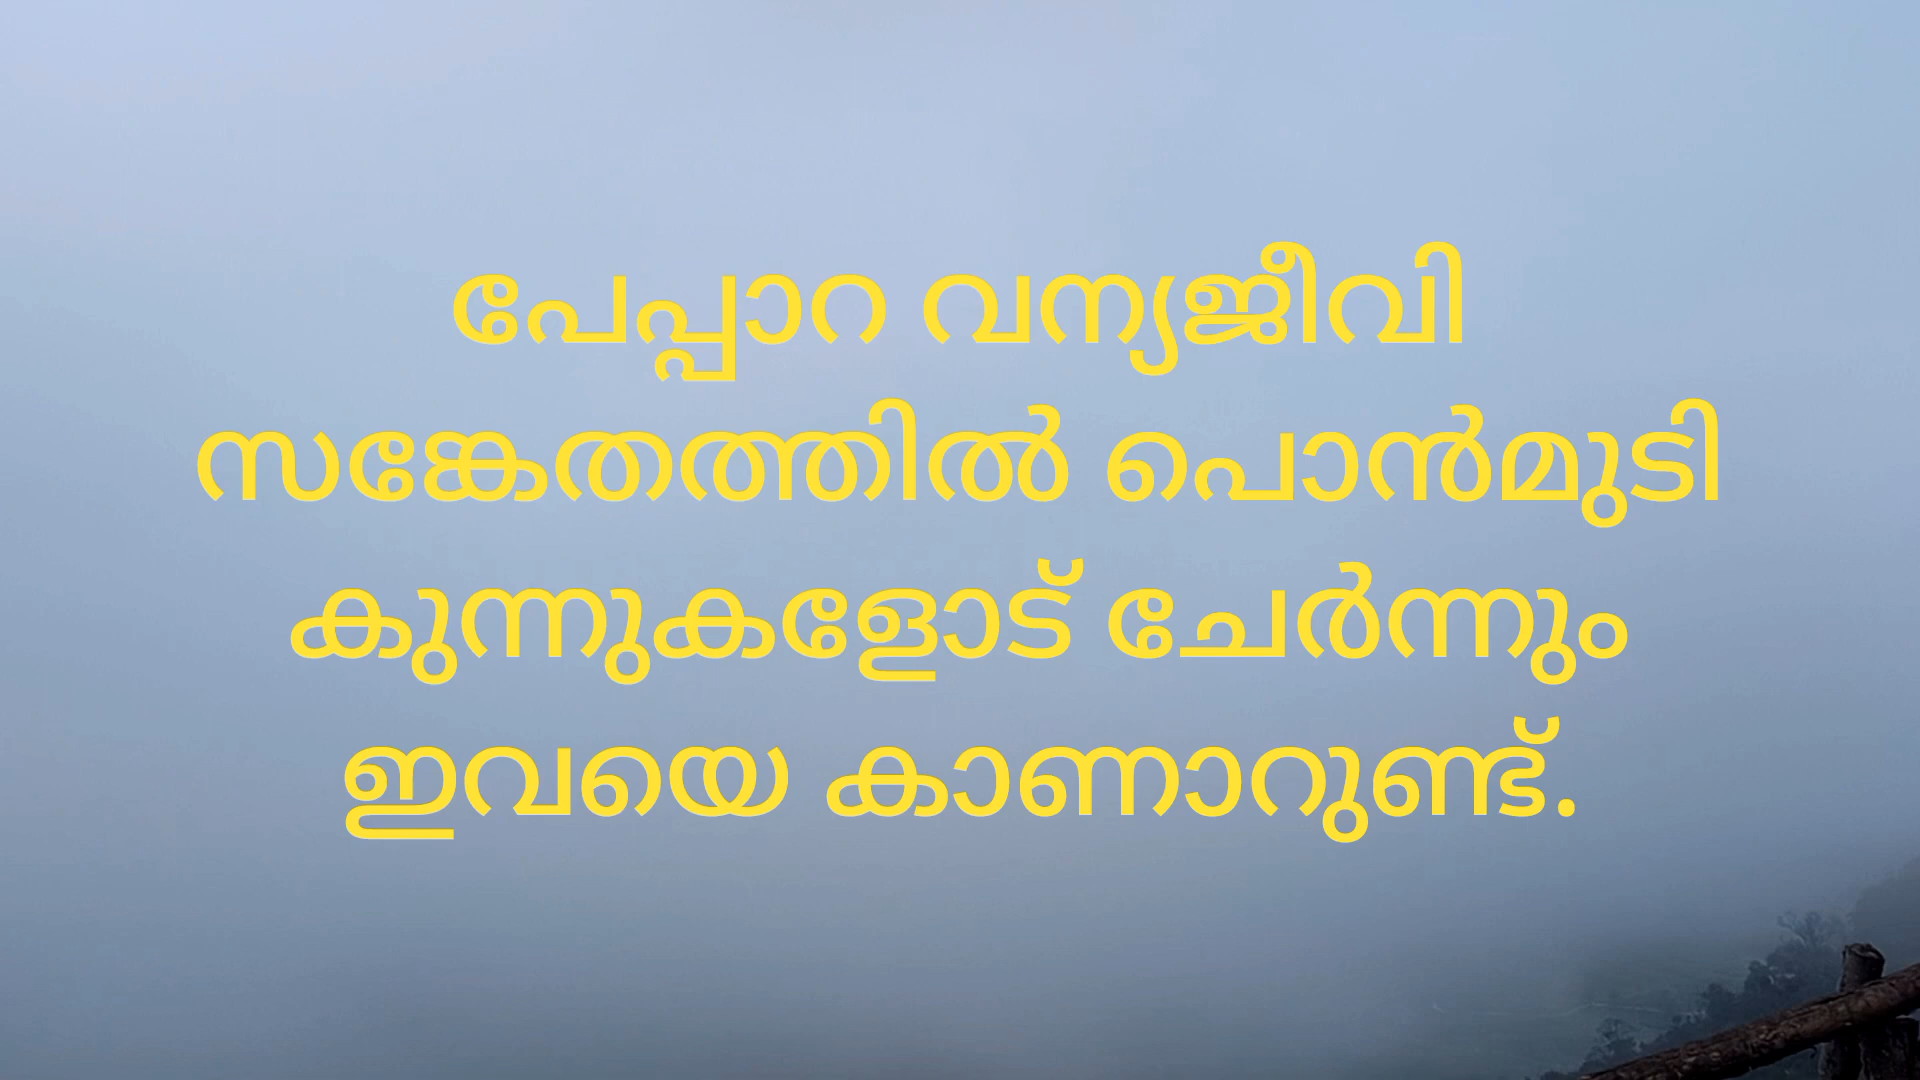 പേപ്പാറ വന്യജീവി
സങ്കേതത്തിൽ പൊൻമുടി
കുന്നുകളോട് ചേർന്നും
ഇവയെ കാണാറുണ്ട്.